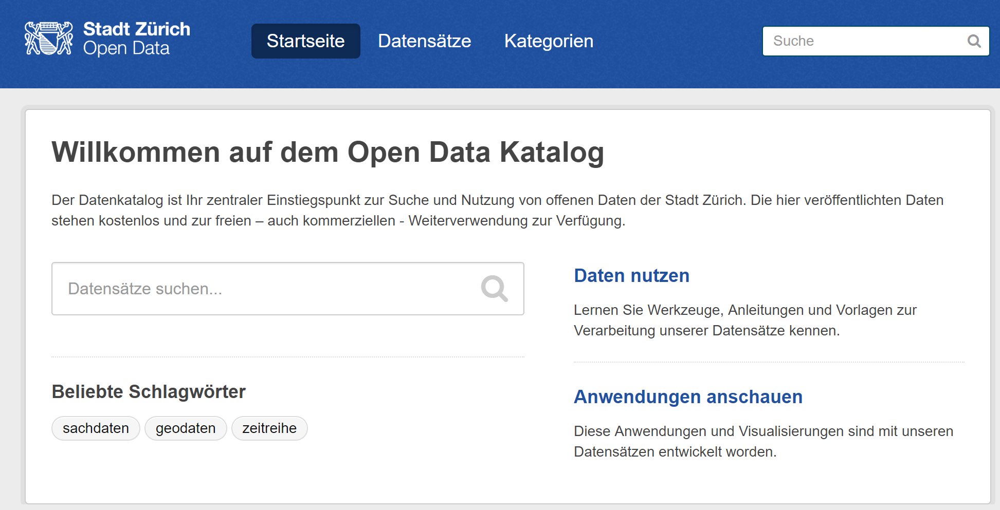 Stadt Zürich
Open Data
Startseite
Datensätze
Kategorien
Suche
Willkommen auf dem Open Data Katalog
Der Datenkatalog ist Ihr zentraler Einstiegspunkt zur Suche und Nutzung von offenen Daten der Stadt Zürich. Die hier veröffentlichten Daten
stehen kostenlos und zur freien – auch kommerziellen - Weiterverwendung zur Verfügung.
Datensätze suchen...
Beliebte Schlagwörter
sachdaten
geodaten
zeitreihe
Daten nutzen
Lernen Sie Werkzeuge, Anleitungen und Vorlagen zur
Verarbeitung unserer Datensätze kennen.
Anwendungen anschauen
Diese Anwendungen und Visualisierungen sind mit unseren
Datensätzen entwickelt worden.